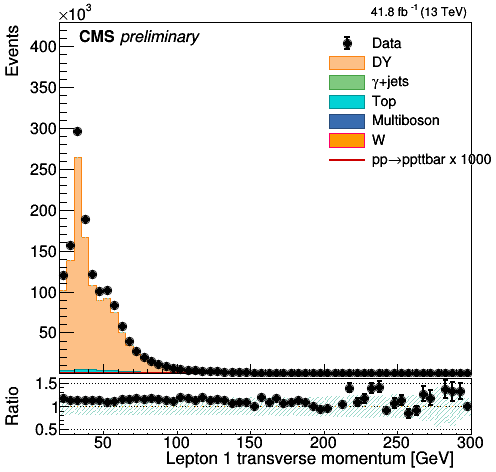 ×10³
41.8 fb⁻¹ (13 TeV)
CMS preliminary
Events
400
350
300
250
200
150
100
50
Data
DY
γ+jets
Top
Multiboson
W
pp→ppttbar x 1000
Ratio
1.5
1
0.5
50 100 150 200 250 300
Lepton 1 transverse momentum [GeV]